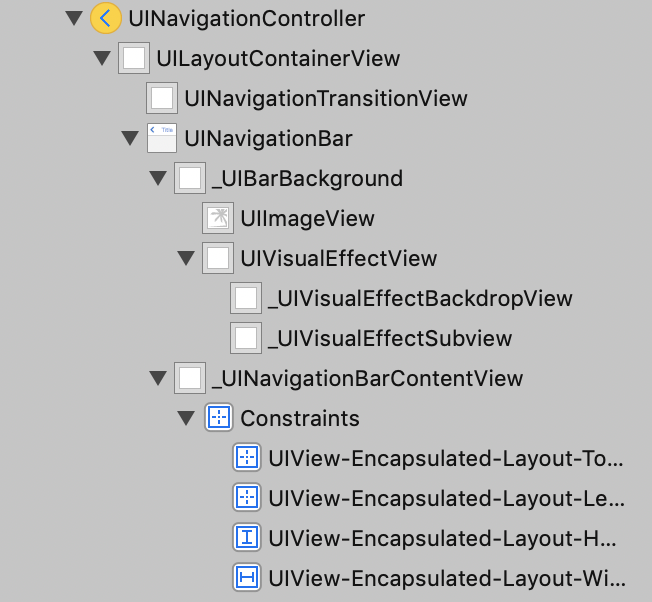 UINavigationController
UILayoutContainerView
UINavigationTransitionView
UINavigationBar
_UIBarBackground
UIImageView
UIVisualEffectView
_UIVisualEffectBackdropView
_UIVisualEffectSubview
_UINavigationBarContentView
Constraints
UIView-Encapsulated-Layout-To...
UIView-Encapsulated-Layout-Le...
UIView-Encapsulated-Layout-H...
UIView-Encapsulated-Layout-Wi...